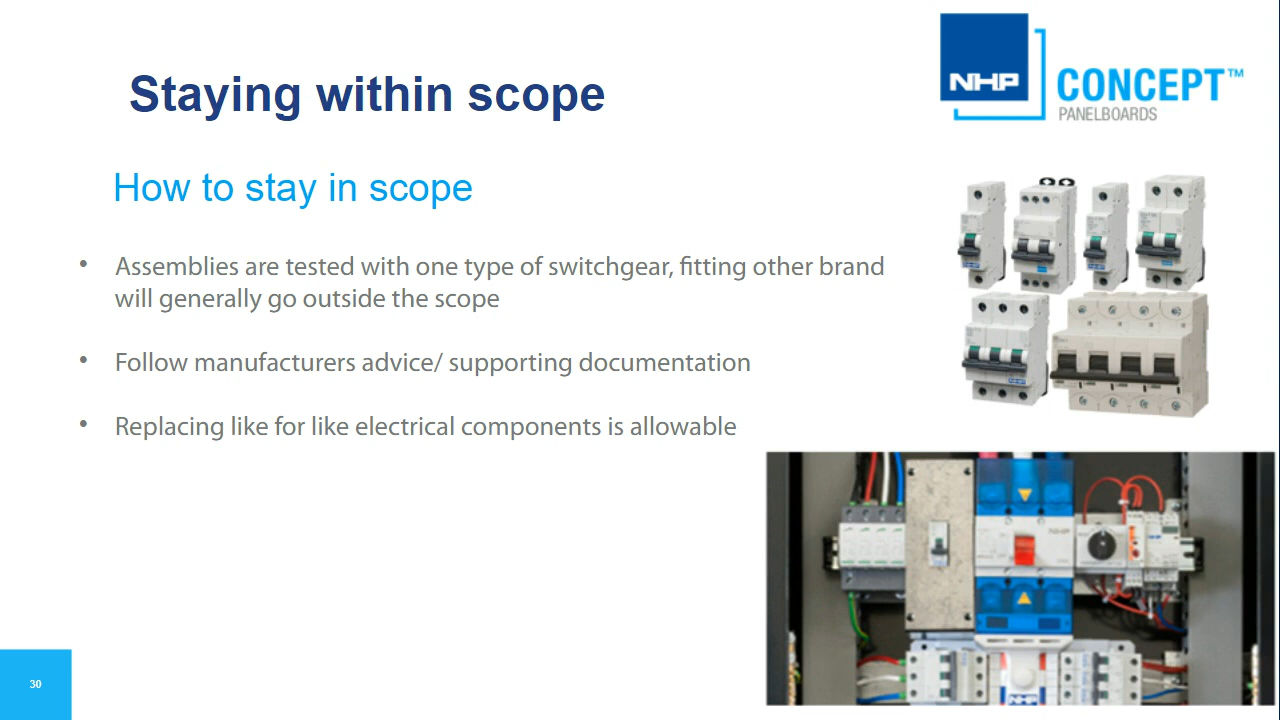 Staying within scope
NHP
CONCEPT™
PANELBOARDS
How to stay in scope
• Assemblies are tested with one type of switchgear, fitting other brand
will generally go outside the scope
• Follow manufacturers advice/ supporting documentation
• Replacing like for like electrical components is allowable
NHP
30